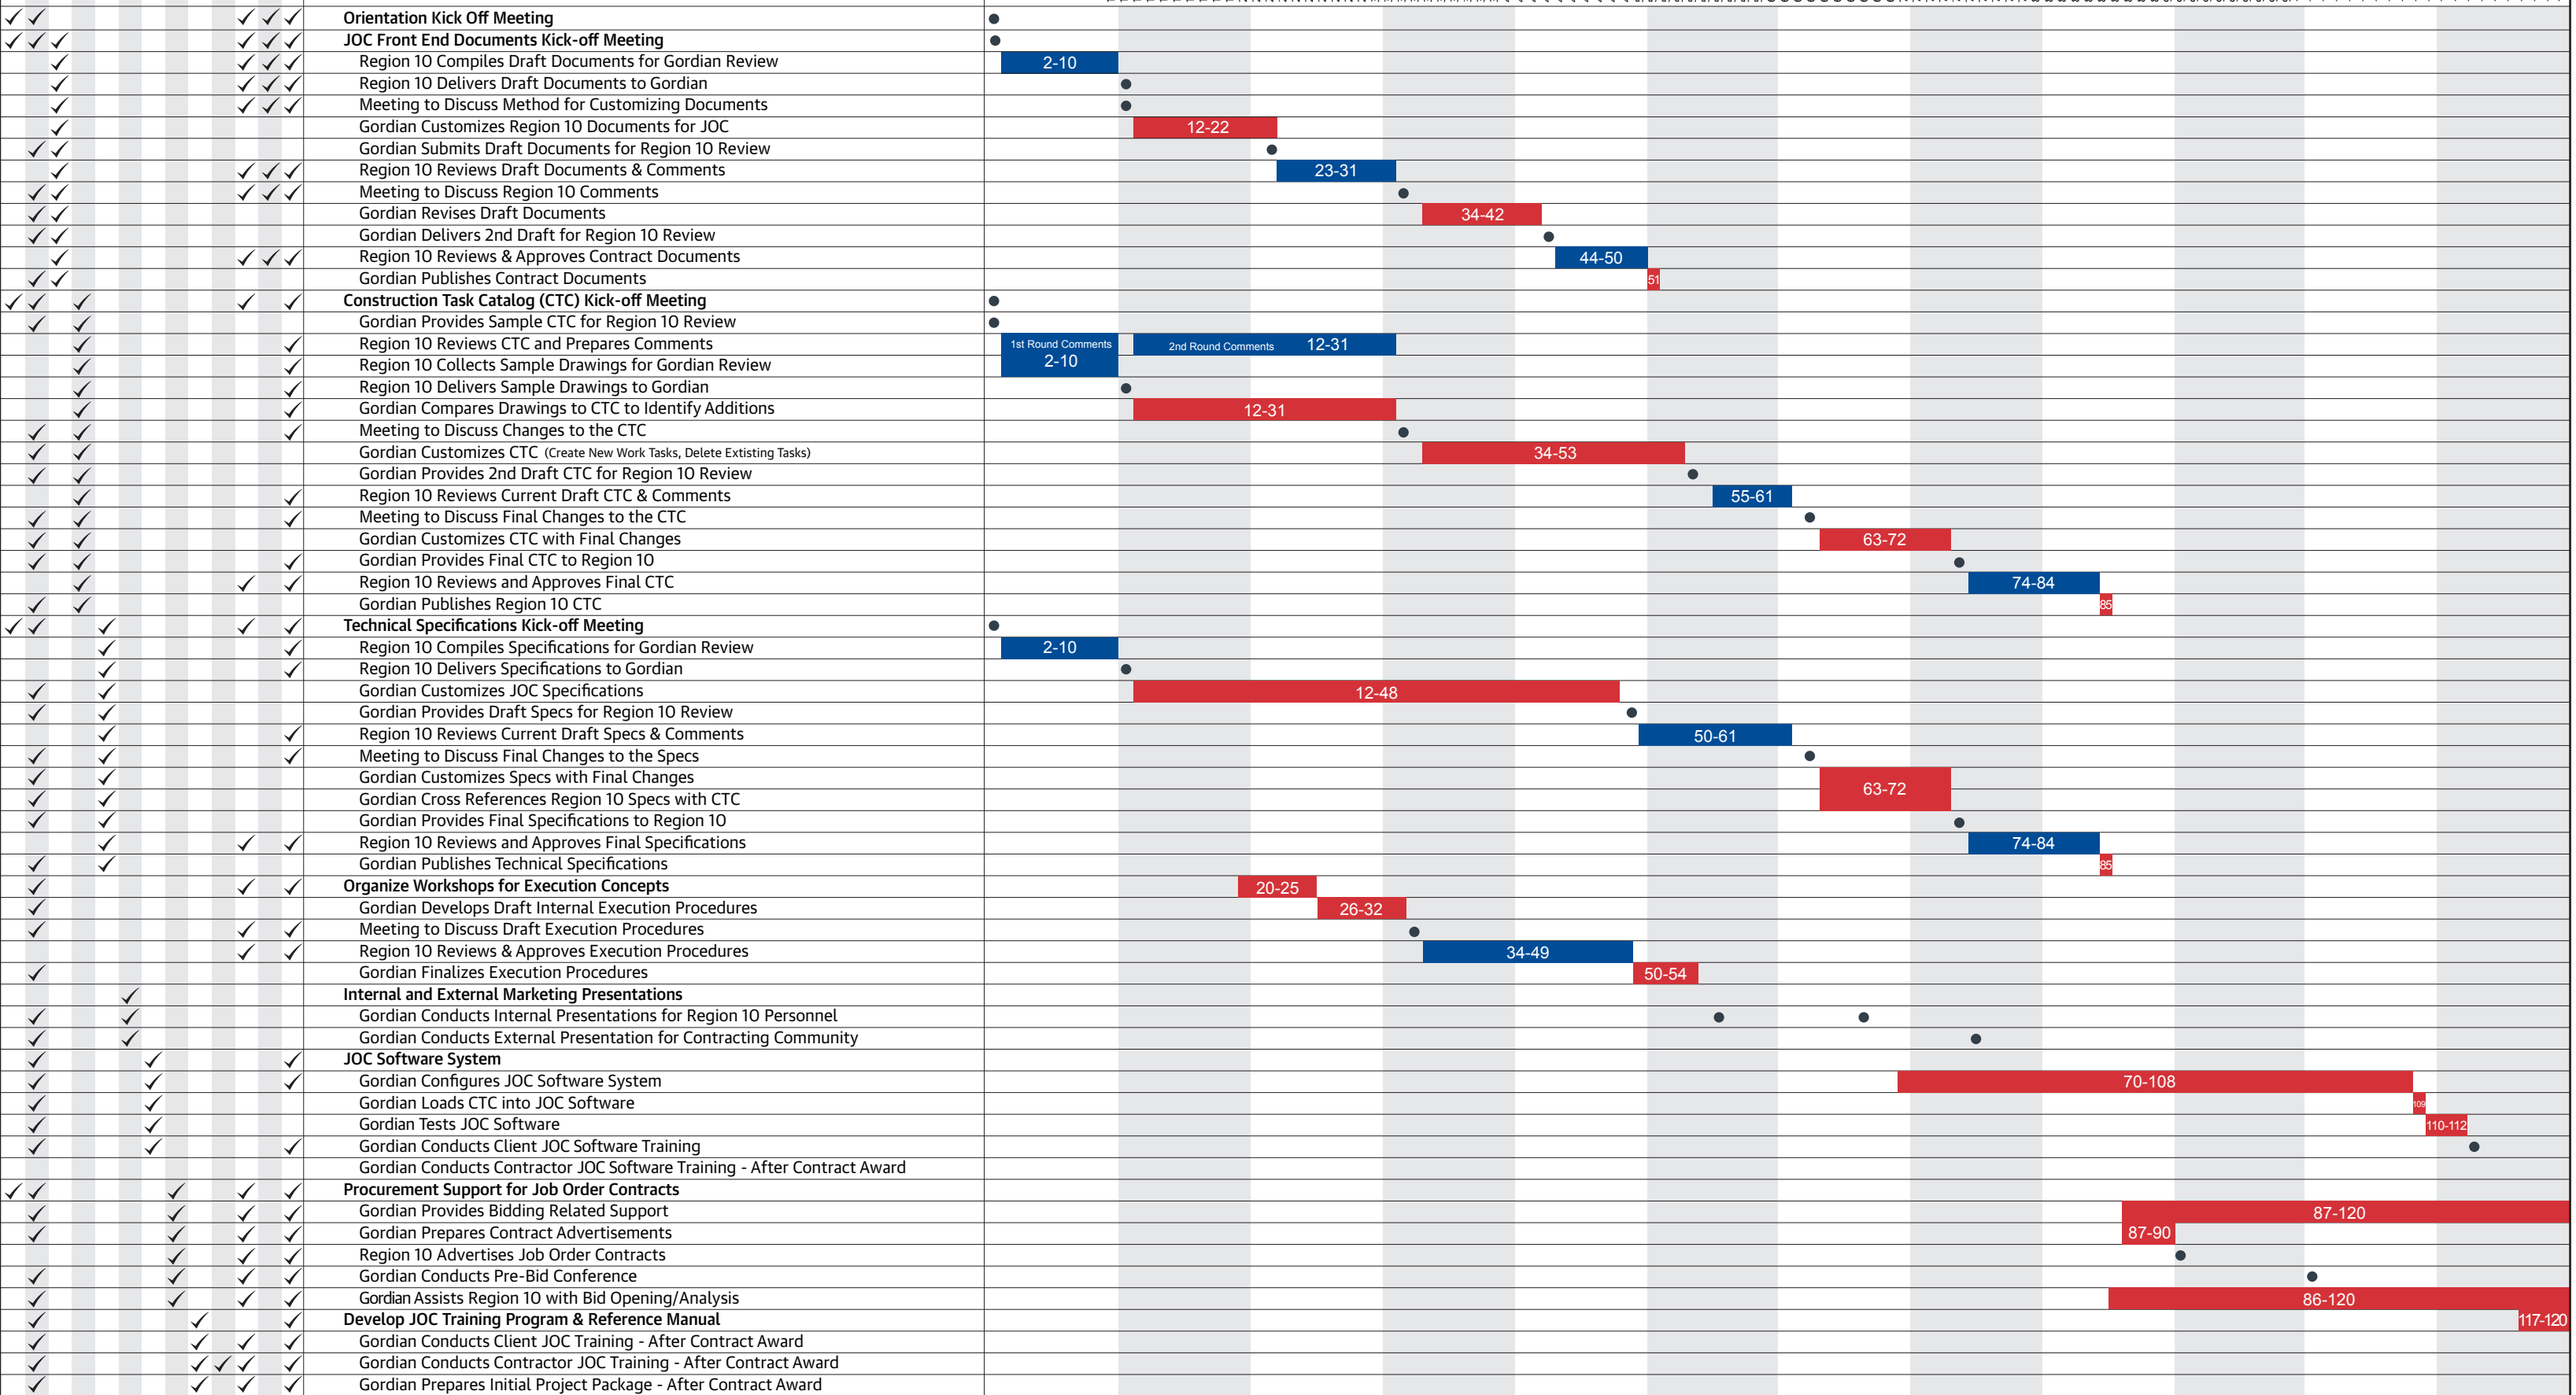 Orientation Kick Off Meeting
JOC Front End Documents Kick-off Meeting
Region 10 Compiles Draft Documents for Gordian Review 2-10
Region 10 Delivers Draft Documents to Gordian
Meeting to Discuss Method for Customizing Documents
Gordian Customizes Region 10 Documents for JOC 12-22
Gordian Submits Draft Documents for Region 10 Review
Region 10 Reviews Draft Documents & Comments 23-31
Meeting to Discuss Region 10 Comments
Gordian Revises Draft Documents 34-42
Gordian Delivers 2nd Draft for Region 10 Review
Region 10 Reviews & Approves Contract Documents 44-50
Gordian Publishes Contract Documents 51
Construction Task Catalog (CTC) Kick-off Meeting
Gordian Provides Sample CTC for Region 10 Review
Region 10 Reviews CTC and Prepares Comments 1st Round Comments 2nd Round Comments 12-31
Region 10 Collects Sample Drawings for Gordian Review 2-10
Region 10 Delivers Sample Drawings to Gordian
Gordian Compares Drawings to CTC to Identify Additions 12-31
Meeting to Discuss Changes to the CTC
Gordian Customizes CTC (Create New Work Tasks, Delete Extisting Tasks) 34-53
Gordian Provides 2nd Draft CTC for Region 10 Review
Region 10 Reviews Current Draft CTC & Comments 55-61
Meeting to Discuss Final Changes to the CTC
Gordian Customizes CTC with Final Changes 63-72
Gordian Provides Final CTC to Region 10
Region 10 Reviews and Approves Final CTC 74-84
Gordian Publishes Region 10 CTC 85
Technical Specifications Kick-off Meeting
Region 10 Compiles Specifications for Gordian Review 2-10
Region 10 Delivers Specifications to Gordian
Gordian Customizes JOC Specifications 12-48
Gordian Provides Draft Specs for Region 10 Review
Region 10 Reviews Current Draft Specs & Comments 50-61
Meeting to Discuss Final Changes to the Specs
Gordian Customizes Specs with Final Changes
63-72
Gordian Cross References Region 10 Specs with CTC
Gordian Provides Final Specifications to Region 10
Region 10 Reviews and Approves Final Specifications 74-84
Gordian Publishes Technical Specifications 85
Organize Workshops for Execution Concepts 20-25
Gordian Develops Draft Internal Execution Procedures 26-32
Meeting to Discuss Draft Execution Procedures
Region 10 Reviews & Approves Execution Procedures 34-49
Gordian Finalizes Execution Procedures 50-54
Internal and External Marketing Presentations
Gordian Conducts Internal Presentations for Region 10 Personnel
Gordian Conducts External Presentation for Contracting Community
JOC Software System
Gordian Configures JOC Software System 70-108
Gordian Loads CTC into JOC Software 109
Gordian Tests JOC Software 110-112
Gordian Conducts Client JOC Software Training
Gordian Conducts Contractor JOC Software Training - After Contract Award
Procurement Support for Job Order Contracts
Gordian Provides Bidding Related Support 87-120
Gordian Prepares Contract Advertisements 87-90
Region 10 Advertises Job Order Contracts
Gordian Conducts Pre-Bid Conference
Gordian Assists Region 10 with Bid Opening/Analysis 86-120
Develop JOC Training Program & Reference Manual 117-120
Gordian Conducts Client JOC Training - After Contract Award
Gordian Conducts Contractor JOC Training - After Contract Award
Gordian Prepares Initial Project Package - After Contract Award